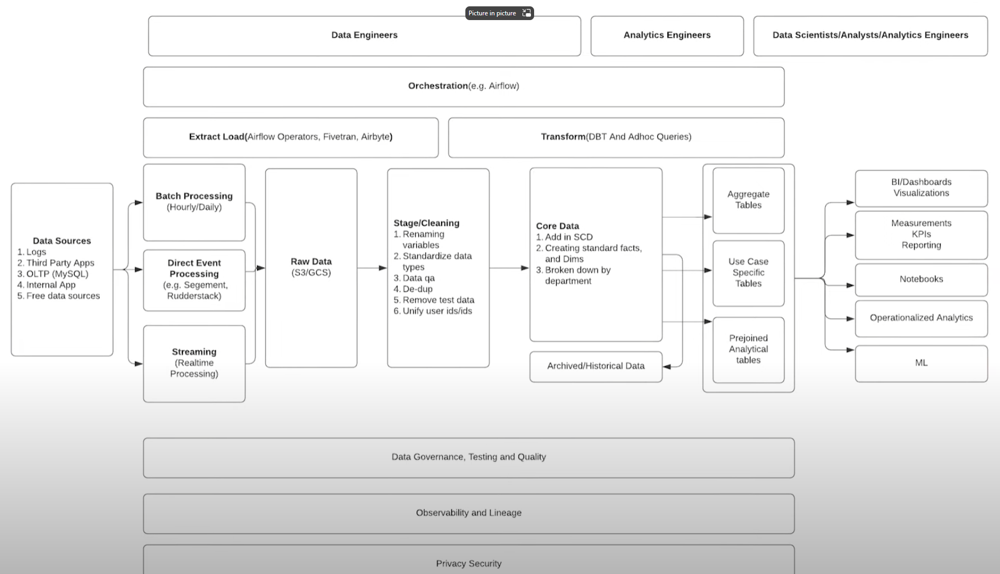 Picture in picture
Data Engineers
Analytics Engineers
Data Scientists/Analysts/Analytics Engineers
Orchestration(e.g. Airflow)
Extract Load(Airflow Operators, Fivetran, Airbyte)
Transform(DBT And Adhoc Queries)
Data Sources
1. Logs
2. Third Party Apps
3. OLTP (MySQL)
4. Internal App
5. Free data sources
Batch Processing
(Hourly/Daily)
Direct Event
Processing
(e.g. Segement,
Rudderstack)
Streaming
(Realtime
Processing)
Raw Data
(S3/GCS)
Stage/Cleaning
1. Renaming
variables
2. Standardize data
types
3. Data qa
4. De-dup
5. Remove test data
6. Unify user ids/ids
Core Data
1. Add in SCD
2. Creating standard facts,
and Dims
3. Broken down by
department
Archived/Historical Data
Aggregate
Tables
Use Case
Specific
Tables
Prejoined
Analytical
tables
BI/Dashboards
Visualizations
Measurements
KPIs
Reporting
Notebooks
Operationalized Analytics
ML
Data Governance, Testing and Quality
Observability and Lineage
Privacy Security